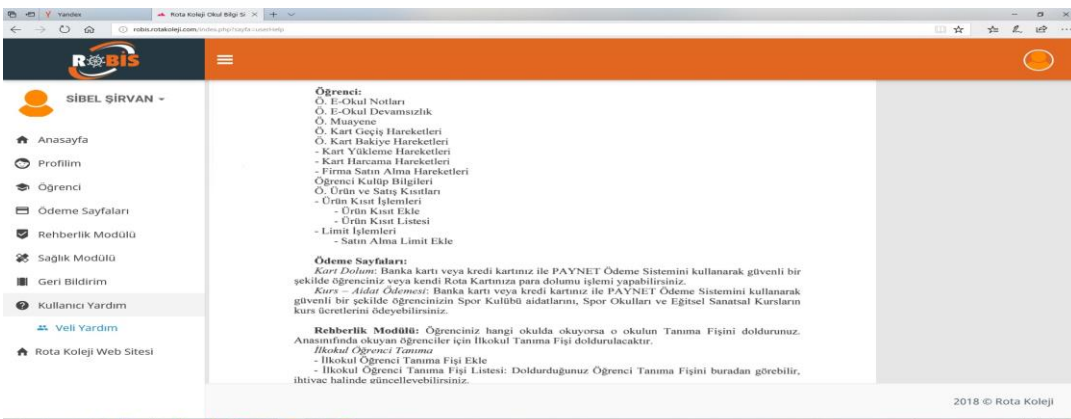 Yandex
Rota Koleji Okul Bilgi Si
robis.rotakoleji.com/index.php?sayfa=userHelp
ROBİS
SİBEL ŞİRVAN
Anasayfa
Profilim
Öğrenci
Ödeme Sayfaları
Rehberlik Modülü
Sağlık Modülü
Geri Bildirim
Kullanıcı Yardım
Veli Yardım
Rota Koleji Web Sitesi
Öğrenci:
Ö. E-Okul Notları
Ö. E-Okul Devamsızlık
Ö. Muayene
Ö. Kart Geçiş Hareketleri
Ö. Kart Bakiye Hareketleri
- Kart Yükleme Hareketleri
- Kart Harcama Hareketleri
- Firma Satın Alma Hareketleri
Öğrenci Kulüp Bilgileri
Ö. Ürün ve Satış Kısıtları
- Ürün Kısıt İşlemleri
- Ürün Kısıt Ekle
- Ürün Kısıt Listesi
- Limit İşlemleri
- Satın Alma Limit Ekle
Ödeme Sayfaları:
Kart Dolum: Banka kartı veya kredi kartınız ile PAYNET Ödeme Sistemini kullanarak güvenli bir
şekilde öğrenciniz veya kendi Rota Kartınıza para dolumu işlemi yapabilirsiniz.
Kurs – Aidat Ödemesi: Banka kartı veya kredi kartınız ile PAYNET Ödeme Sistemini kullanarak
güvenli bir şekilde öğrencinizin Spor Kulübü aidatlarını, Spor Okulları ve Eğitsel Sanatsal Kursların
kurs ücretlerini ödeyebilirsiniz.
Rehberlik Modülü: Öğrenciniz hangi okulda okuyorsa o okulun Tanıma Fişini doldurunuz.
Anasınıfında okuyan öğrenciler için İlkokul Tanıma Fişi doldurulacaktır.
İlkokul Öğrenci Tanıma
- İlkokul Öğrenci Tanıma Fişi Ekle
- İlkokul Öğrenci Tanıma Fişi Listesi: Doldurduğunuz Öğrenci Tanıma Fişini buradan görebilir,
ihtiyaç halinde güncelleyebilirsiniz.
2018 © Rota Koleji